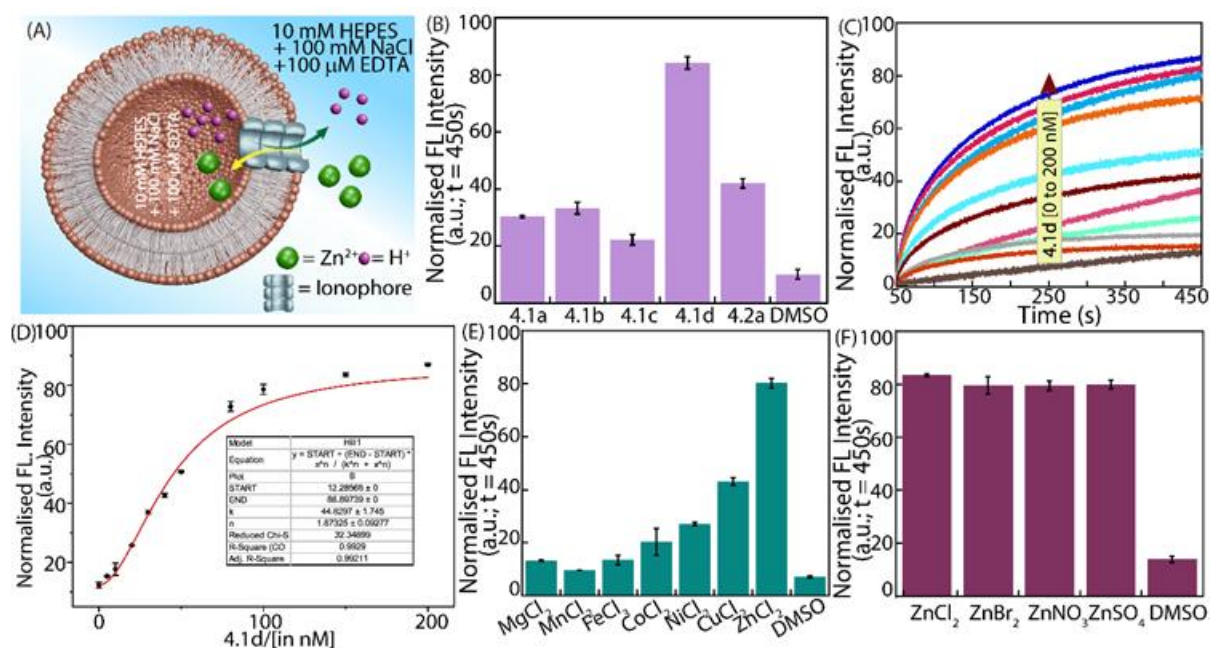 (A)
10 mM HEPES
+ 100 mM NaCl
+100 µM EDTA
10 mM HEPES
+ 100 mM NaCl
+ 100 µM EDTA
= Zn²⁺ = H⁺
= Ionophore
(B)
Normalised FL Intensity
(a.u.; t = 450s)
100
80
60
40
20
0
4.1a 4.1b 4.1c 4.1d 4.2a DMSO
(C)
Normalised FL Intensity
(a.u.)
100
80
60
40
20
0
4.1d [0 to 200 nM]
50 150 250 350 450
Time (s)
(D)
Normalised FL. Intensity
(a.u.)
100
80
60
40
20
Model Hill1
Equation y = START + (END - START) *
x^n / (k^n + x^n)
Plot B
START 12.28568 ± 0
END 86.89739 ± 0
k 44.6297 ± 1.745
n 1.87325 ± 0.09277
Reduced Chi-S 32.34899
R-Square (CO 0.9929
Adj. R-Square 0.99211
0 100 200
4.1d/[in nM]
(E)
Normalised FL Intensity
(a.u.; t = 450s)
100
80
60
40
20
0
MgCl₂ MnCl₂ FeCl₃ CoCl₂ NiCl₂ CuCl₂ ZnCl₂ DMSO
(F)
Normalised FL Intensity
(a.u.; t = 450s)
100
80
60
40
20
0
ZnCl₂ ZnBr₂ ZnNO₃ ZnSO₄ DMSO